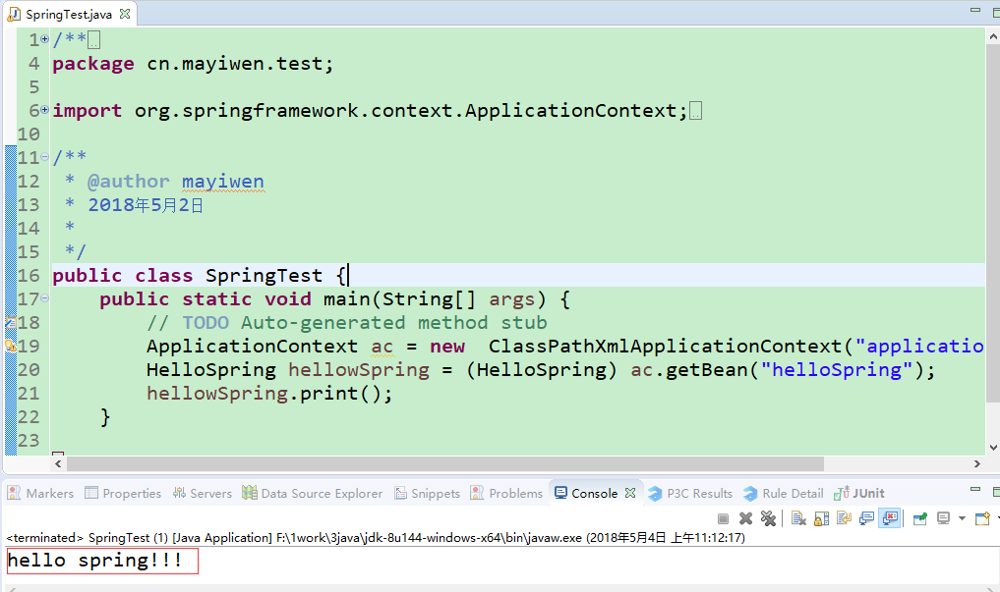 SpringTest.java
1 /**
4 package cn.mayiwen.test;
5
6 import org.springframework.context.ApplicationContext;
10
11 /**
12 * @author mayiwen
13 * 2018年5月2日
14 *
15 */
16 public class SpringTest {
17 public static void main(String[] args) {
18 // TODO Auto-generated method stub
19 ApplicationContext ac = new  ClassPathXmlApplicationContext("applicatio
20 HelloSpring hellowSpring = (HelloSpring) ac.getBean("helloSpring");
21 hellowSpring.print();
22 }
23
Markers Properties Servers Data Source Explorer Snippets Problems Console P3C Results Rule Detail JUnit
<terminated> SpringTest (1) [Java Application] F:\1work\3java\jdk-8u144-windows-x64\bin\javaw.exe (2018年5月4日 上午11:12:17)
hello spring!!!